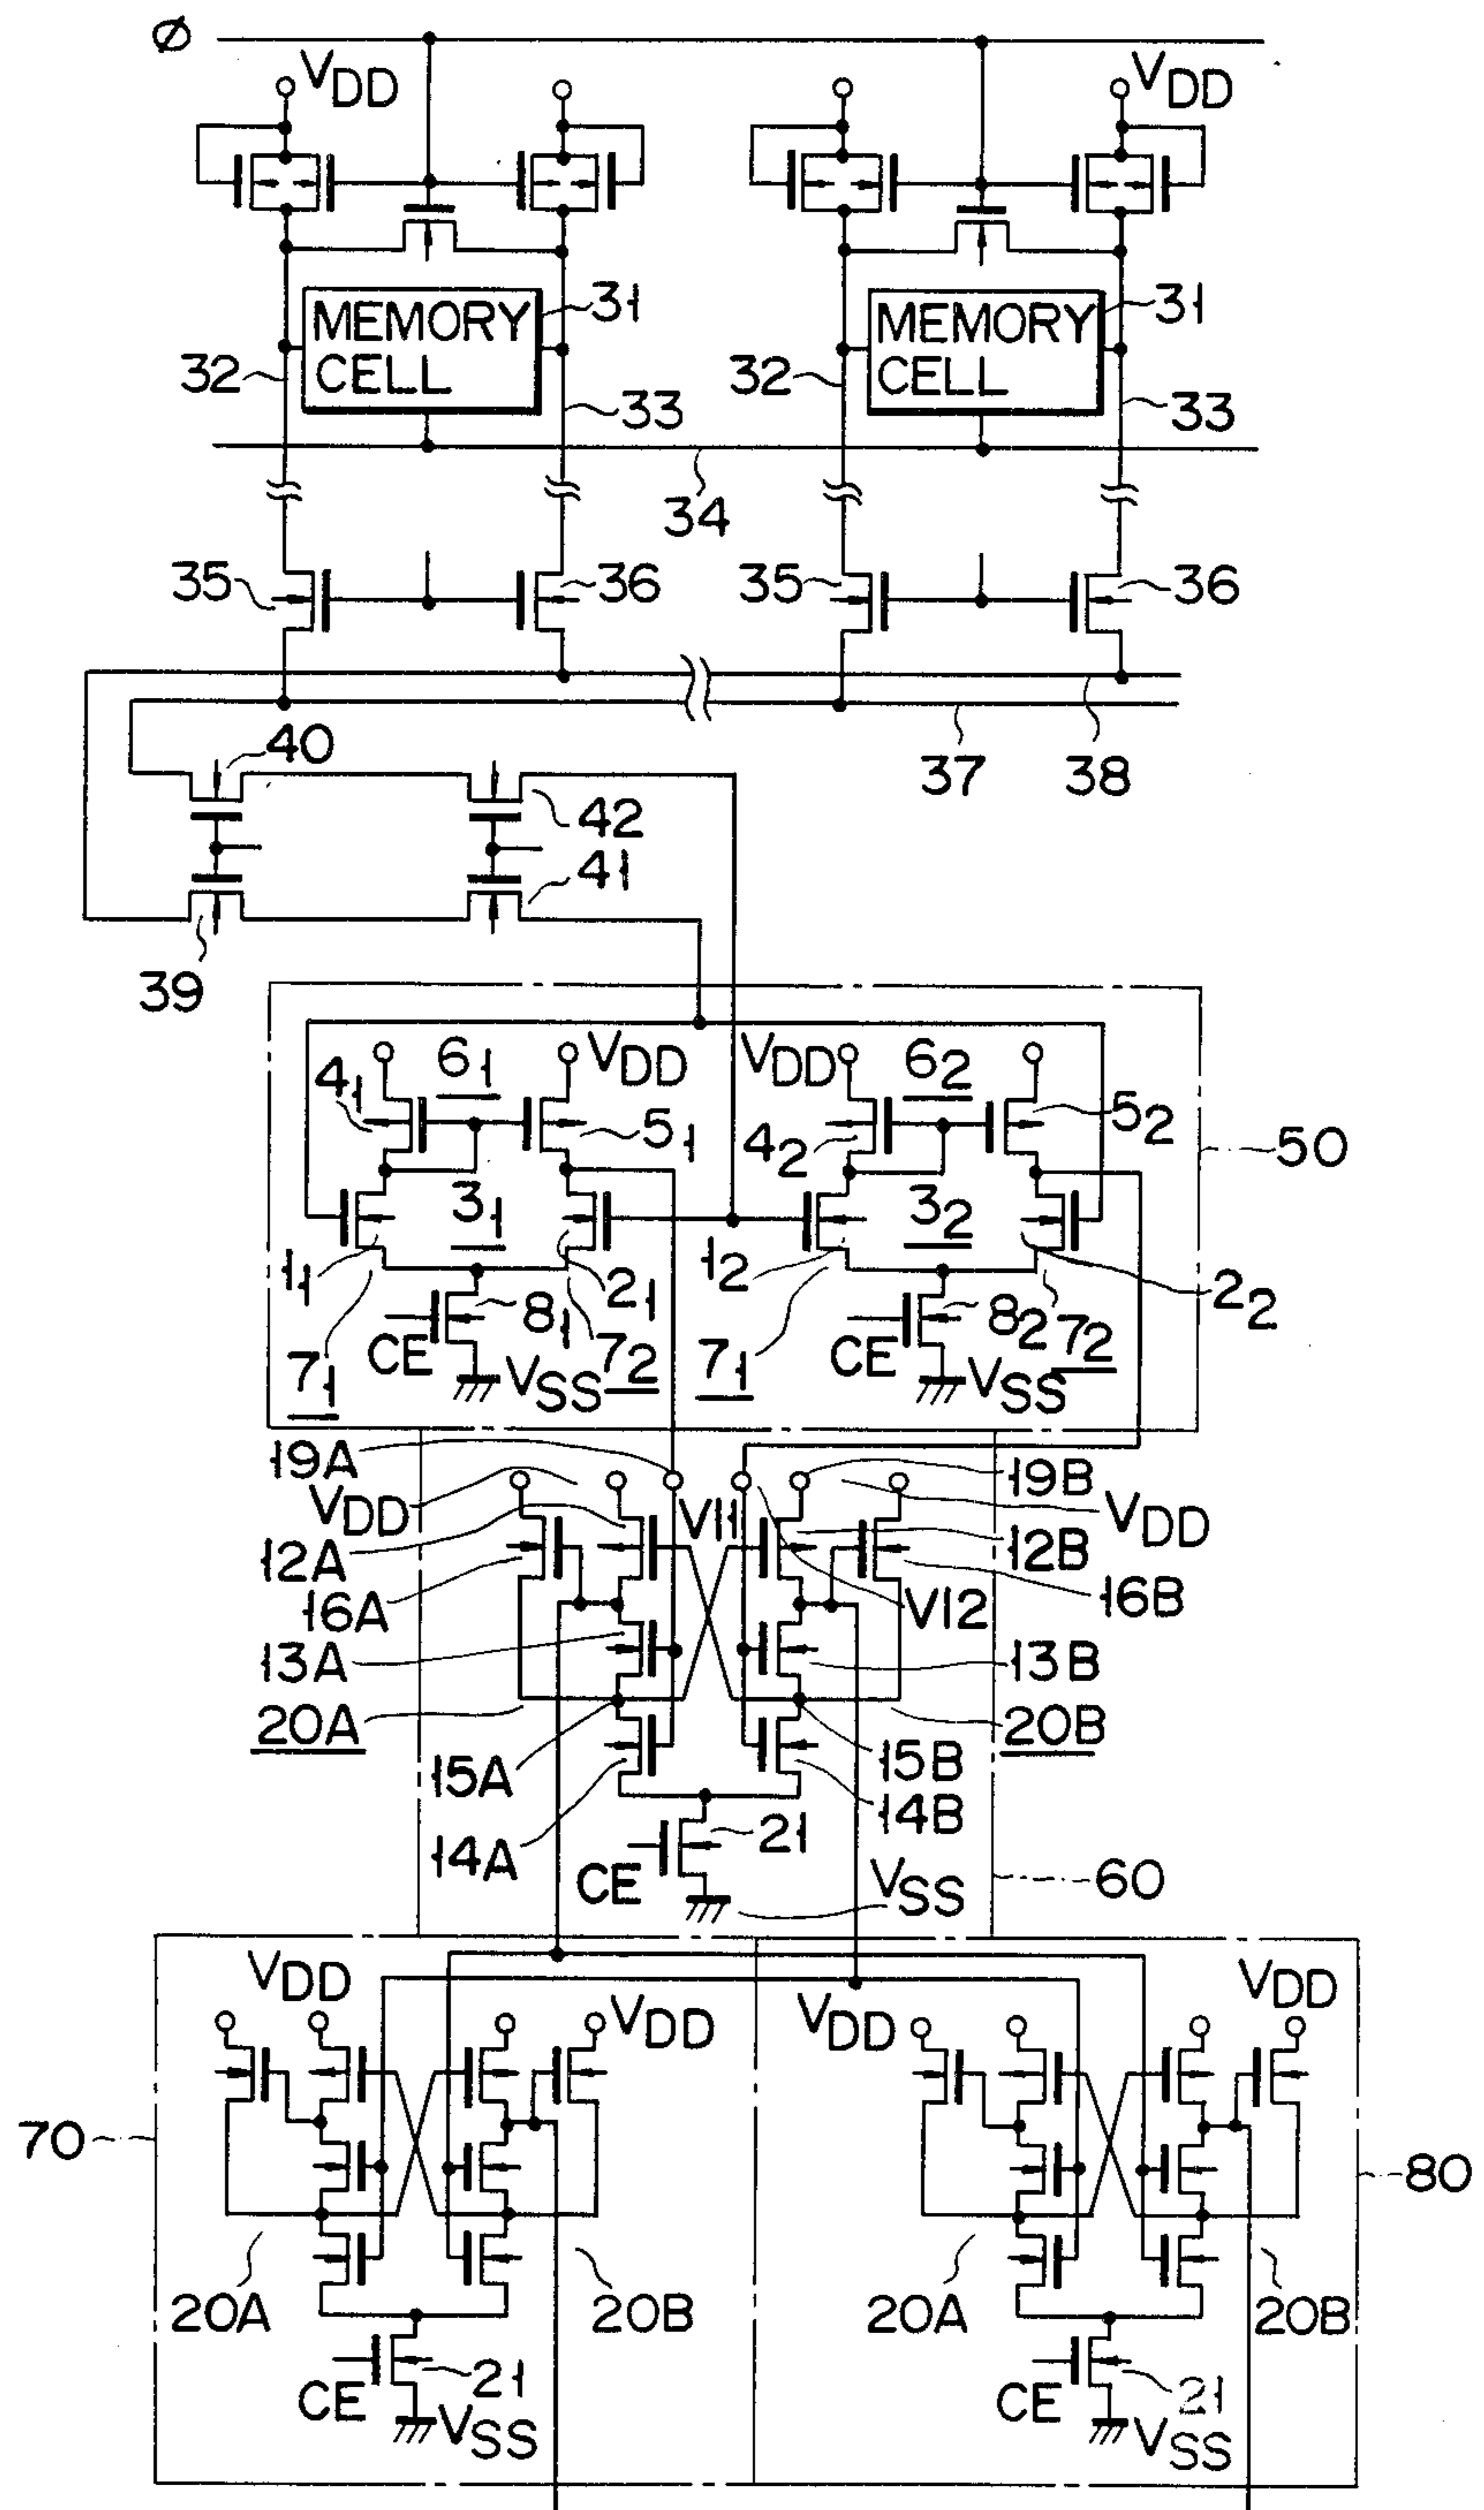 Ø
VDD VDD
MEMORY CELL 31 MEMORY CELL 31
32 33 32 33
34
35 36 35 36
37 38
40
42
41
39
50
VDD VDD
41 61 51 42 62 52
31 32
11 21 12 22
81 82
CE CE
71 VSS 72 71 VSS 72
19A 19B
VDD V11 VDD
12A 12B
16A V12 16B
13A 13B
20A 20B
15A 15B
14A 14B
21
CE VSS
60
VDD VDD VDD VDD
70 80
20A 20B 20A 20B
21 21
CE CE
VSS VSS